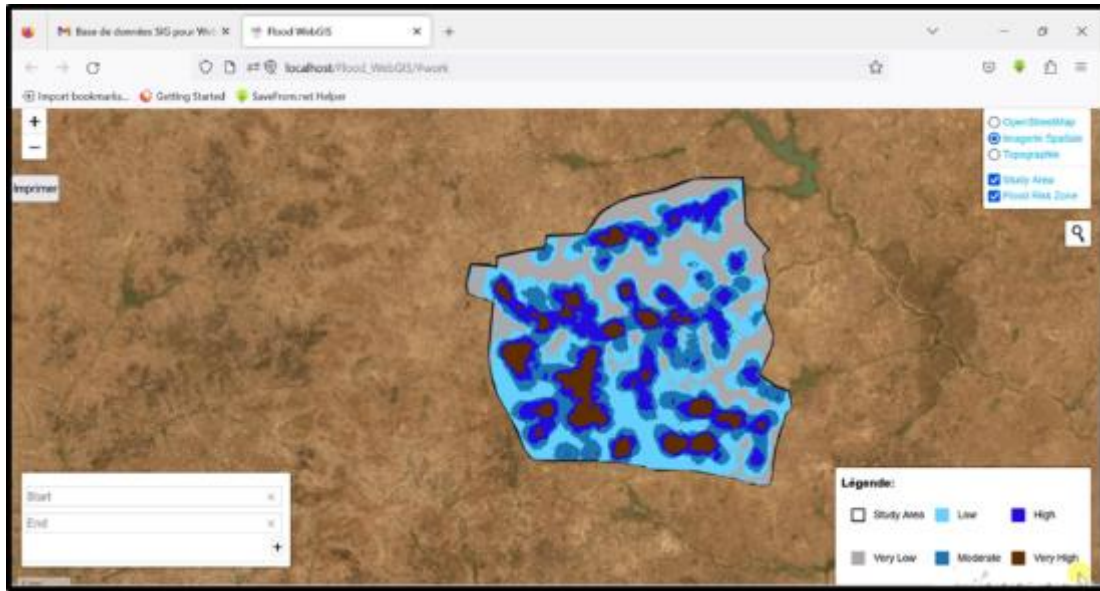 Base de données SIG pour Web
Flood WebGIS
localhost/Flood_WebGIS/#work
Import bookmarks... Getting Started SaveFrom.net Helper
+
−
Imprimer
OpenStreetMap
Imagerie Spatiale
Topographie
Study Area
Flood Risk Zone
Start
End
+
Légende:
Study Area Low High
Very Low Moderate Very High